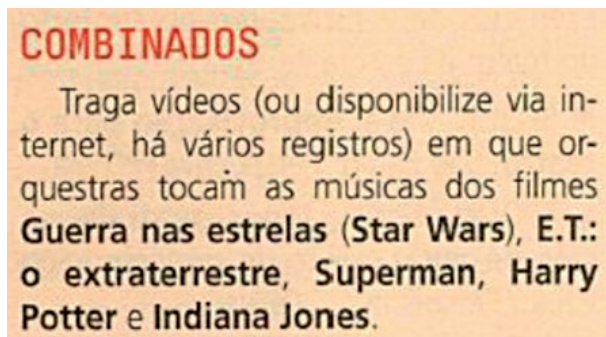 COMBINADOS
Traga vídeos (ou disponibilize via in-
ternet, há vários registros) em que or-
questras tocam as músicas dos filmes
Guerra nas estrelas (Star Wars), E.T.:
o extraterrestre, Superman, Harry
Potter e Indiana Jones.